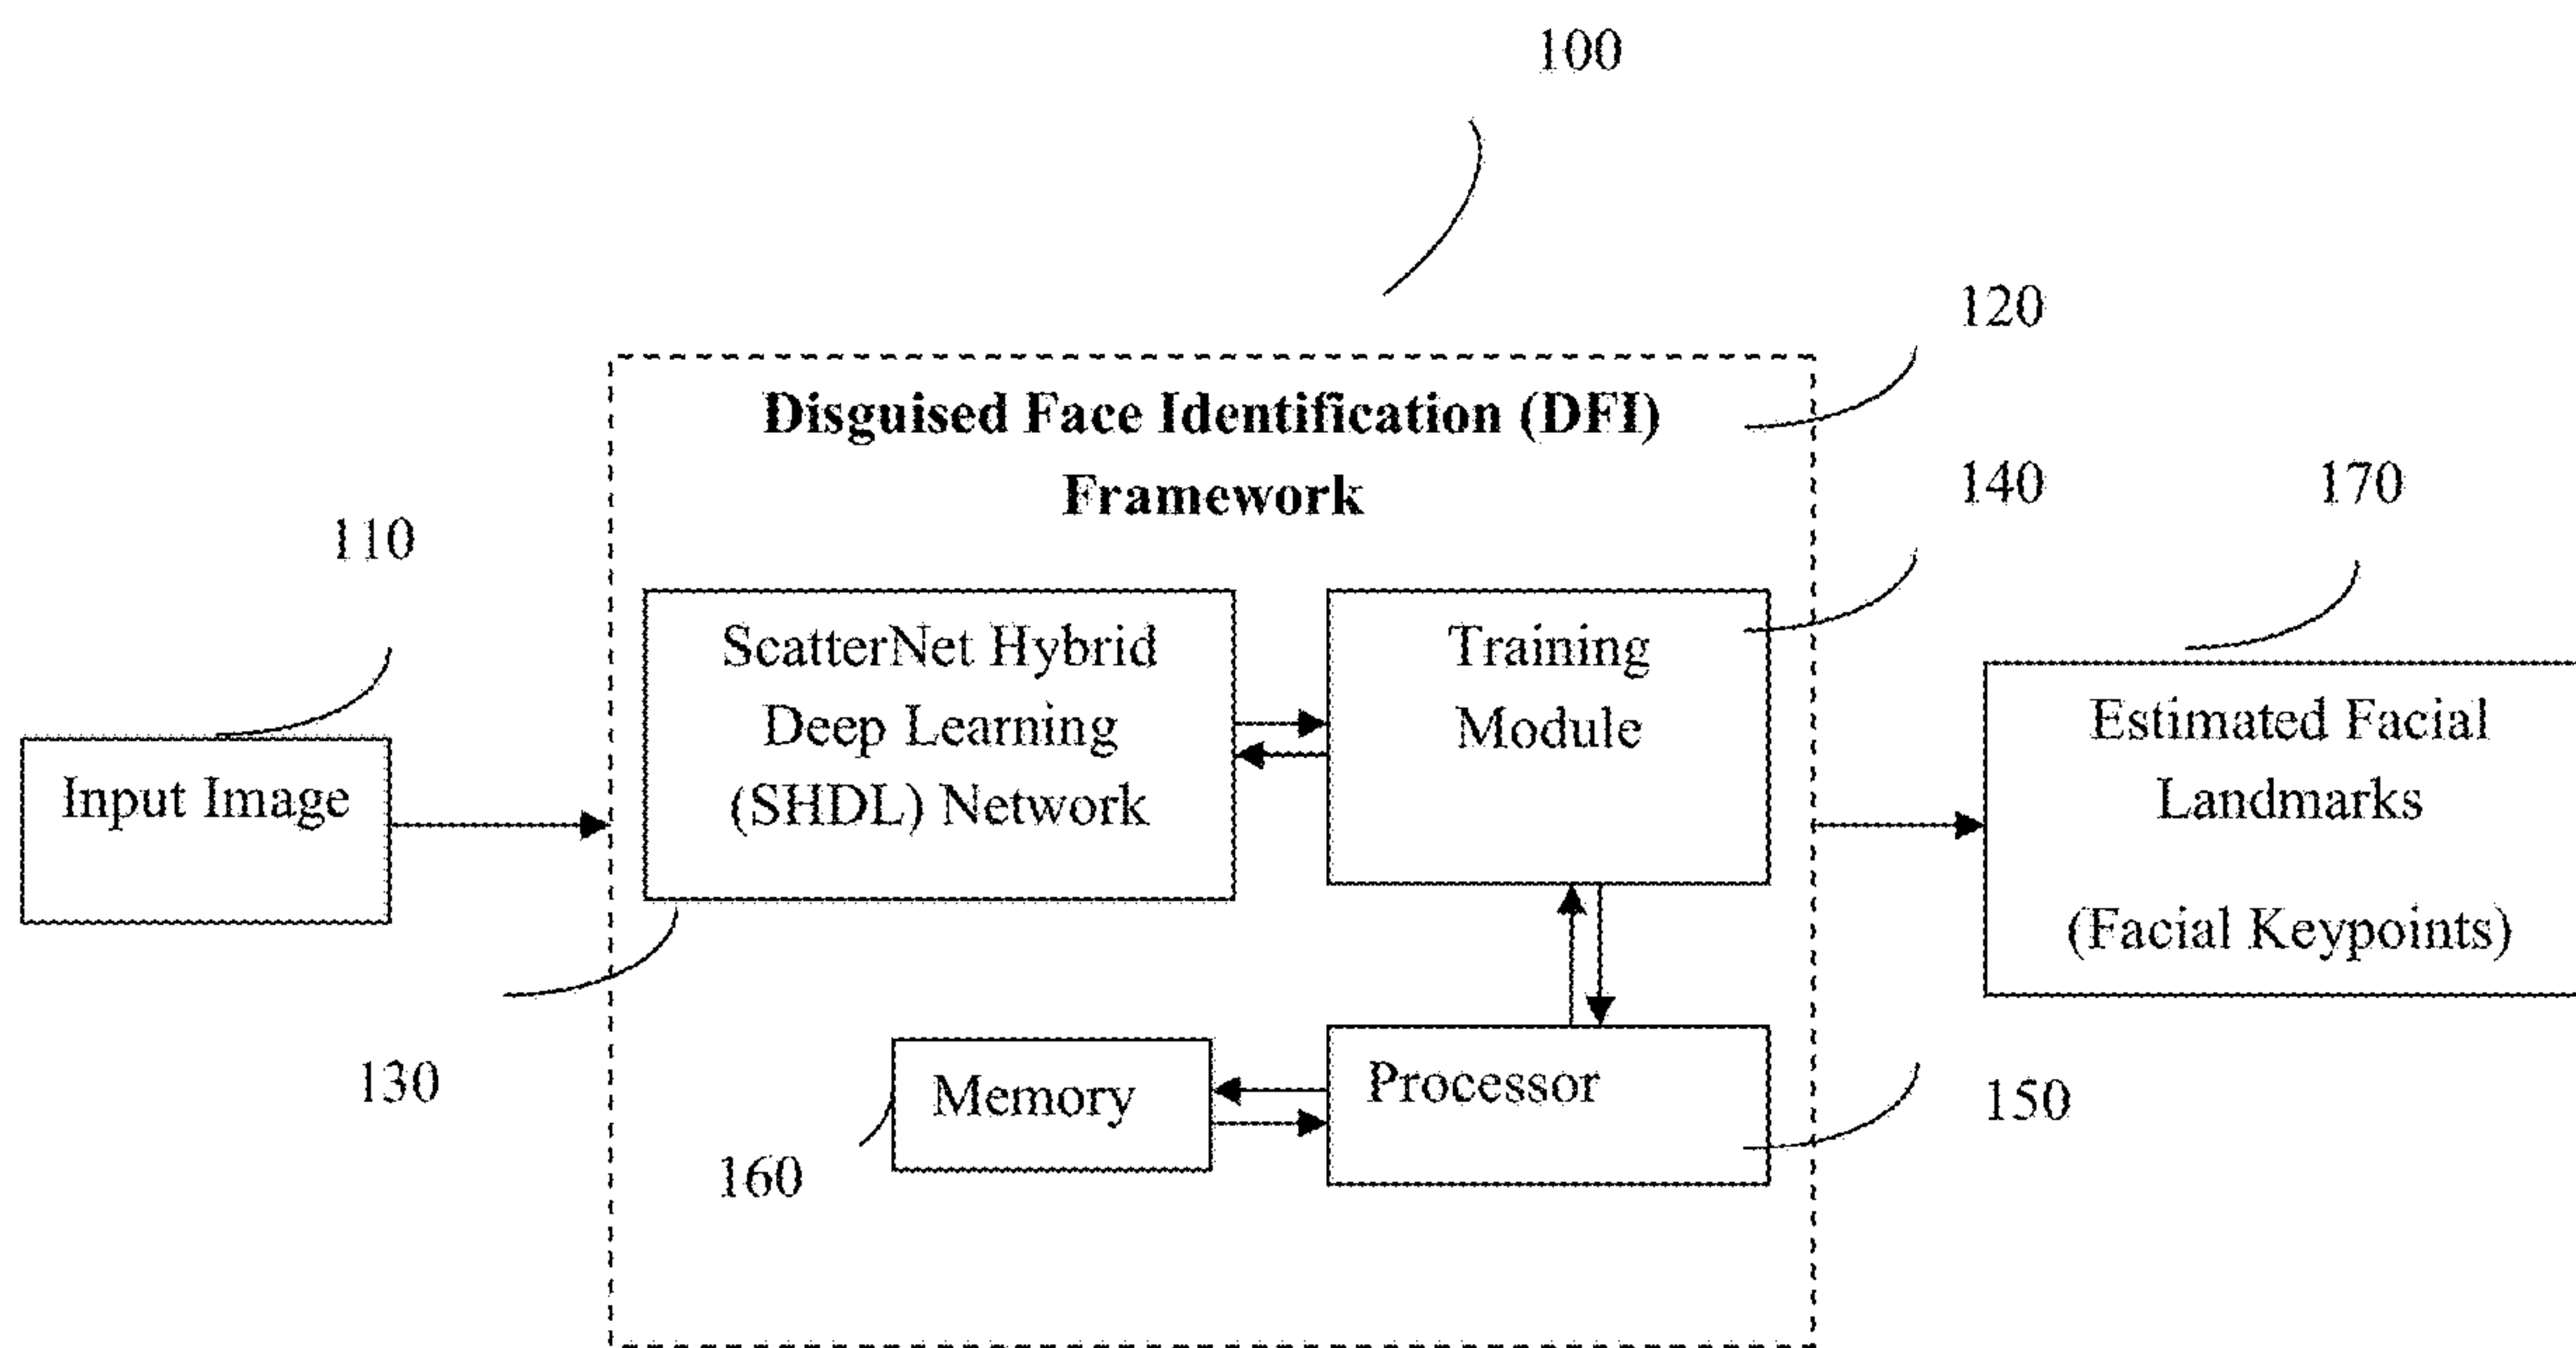 100
120
Disguised Face Identification (DFI)
Framework
140
170
110
ScatterNet Hybrid
Deep Learning
(SHDL) Network
Training
Module
Input Image
Estimated Facial
Landmarks
(Facial Keypoints)
130
Memory
Processor
150
160